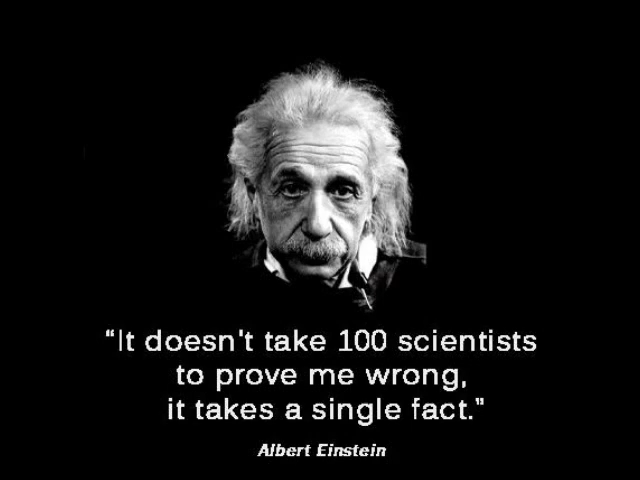 “It doesn't take 100 scientists
to prove me wrong,
it takes a single fact.”
Albert Einstein